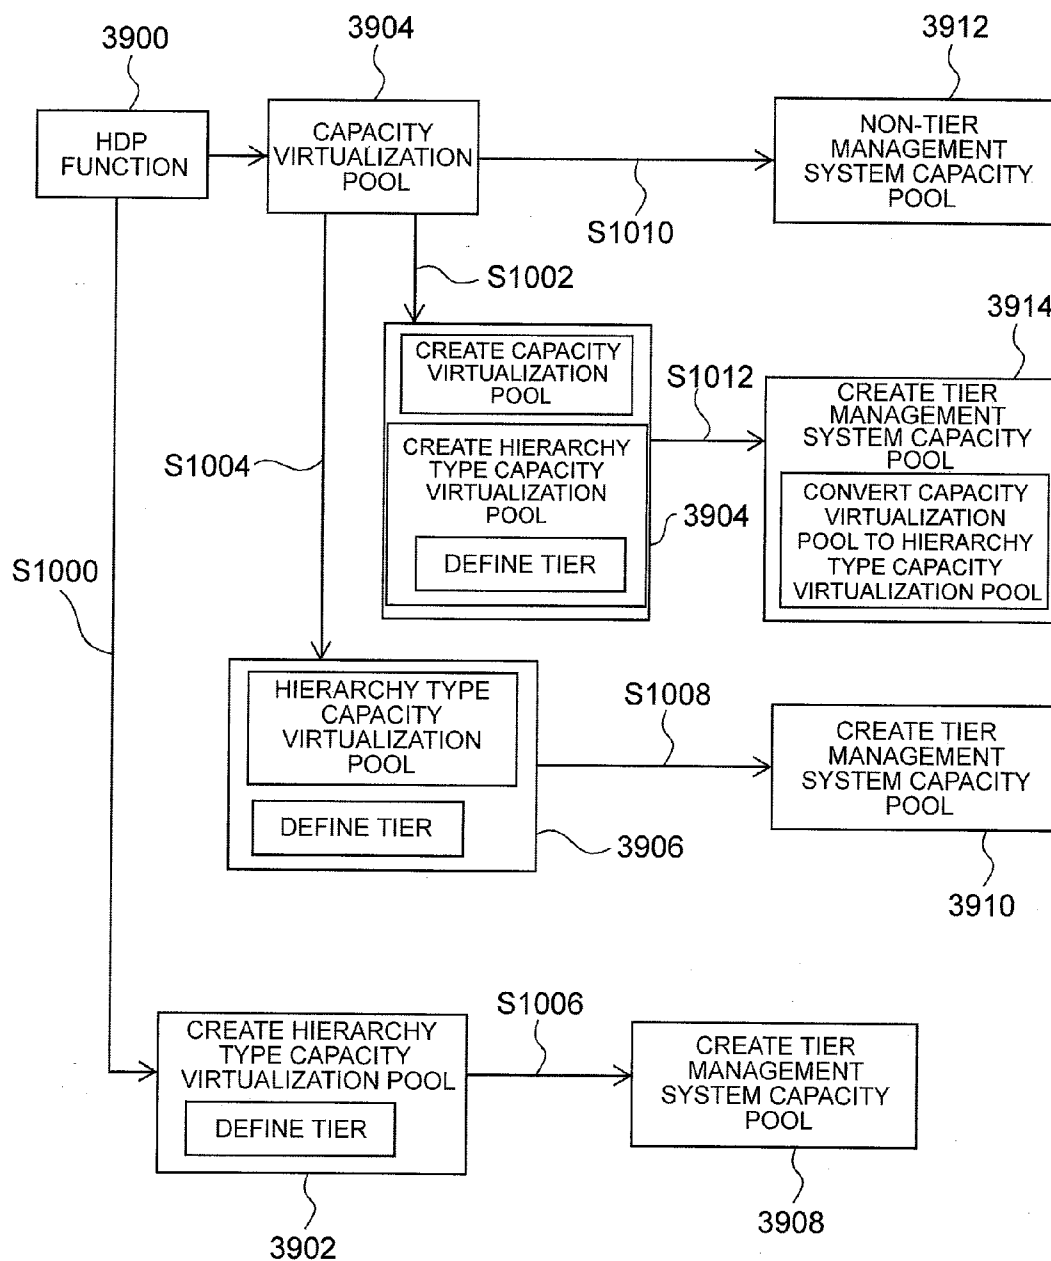 3900
3904
3912
HDP
FUNCTION
CAPACITY
VIRTUALIZATION
POOL
NON-TIER
MANAGEMENT
SYSTEM CAPACITY
POOL
S1010
S1002
3914
CREATE CAPACITY
VIRTUALIZATION
POOL
S1012
CREATE TIER
MANAGEMENT
SYSTEM CAPACITY
POOL
S1004
CREATE HIERARCHY
TYPE CAPACITY
VIRTUALIZATION
POOL
3904
DEFINE TIER
CONVERT CAPACITY
VIRTUALIZATION
POOL TO HIERARCHY
TYPE CAPACITY
VIRTUALIZATION POOL
S1000
HIERARCHY TYPE
CAPACITY
VIRTUALIZATION
POOL
S1008
CREATE TIER
MANAGEMENT
SYSTEM CAPACITY
POOL
DEFINE TIER
3906
3910
S1006
CREATE HIERARCHY
TYPE CAPACITY
VIRTUALIZATION POOL
DEFINE TIER
CREATE TIER
MANAGEMENT
SYSTEM CAPACITY
POOL
3902
3908